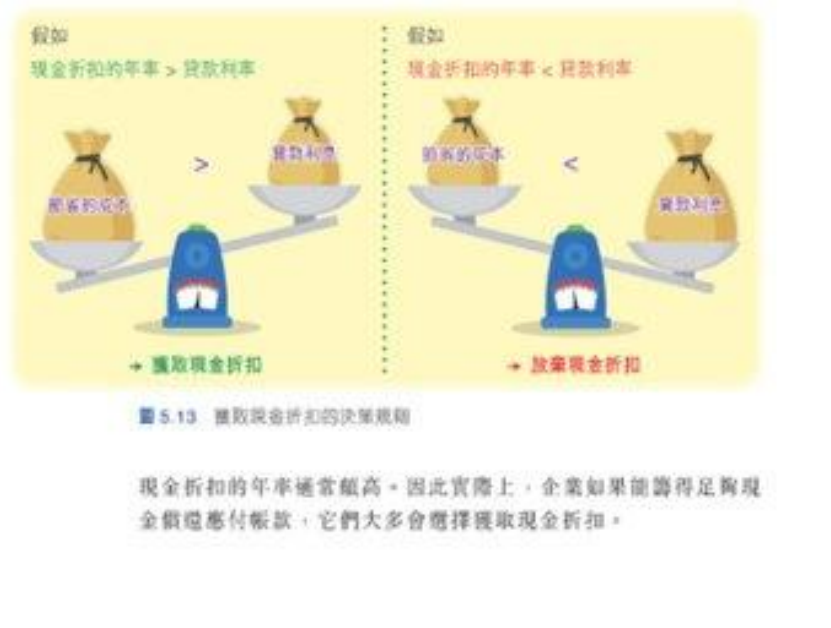 假如
現金折扣的年率 > 貸款利率
節省的成本
>
貸款利息
→ 獲取現金折扣
假如
現金折扣的年率 < 貸款利率
節省的成本
<
貸款利息
→ 放棄現金折扣
圖 5.13 獲取現金折扣的決策規則
現金折扣的年率通常頗高。因此實際上，企業如果能籌得足夠現
金償還應付帳款，它們大多會選擇獲取現金折扣。